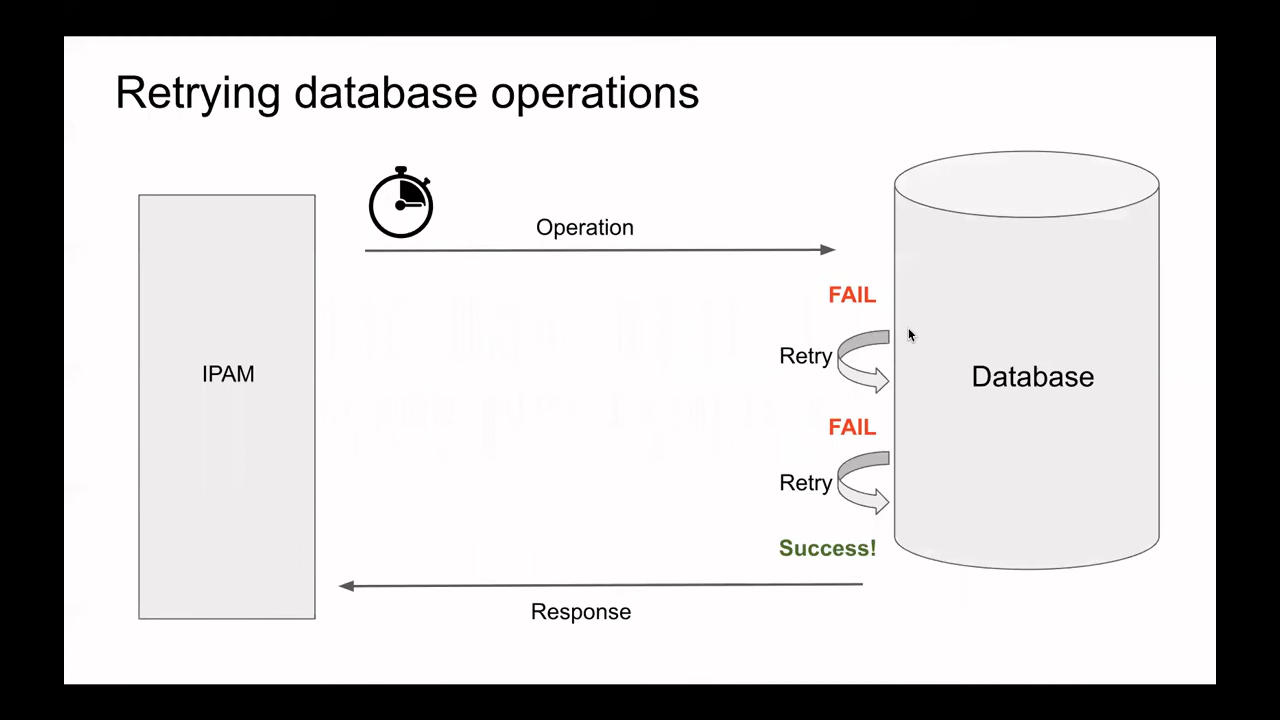 Retrying database operations
Operation
FAIL
Retry
IPAM
Database
FAIL
Retry
Success!
Response